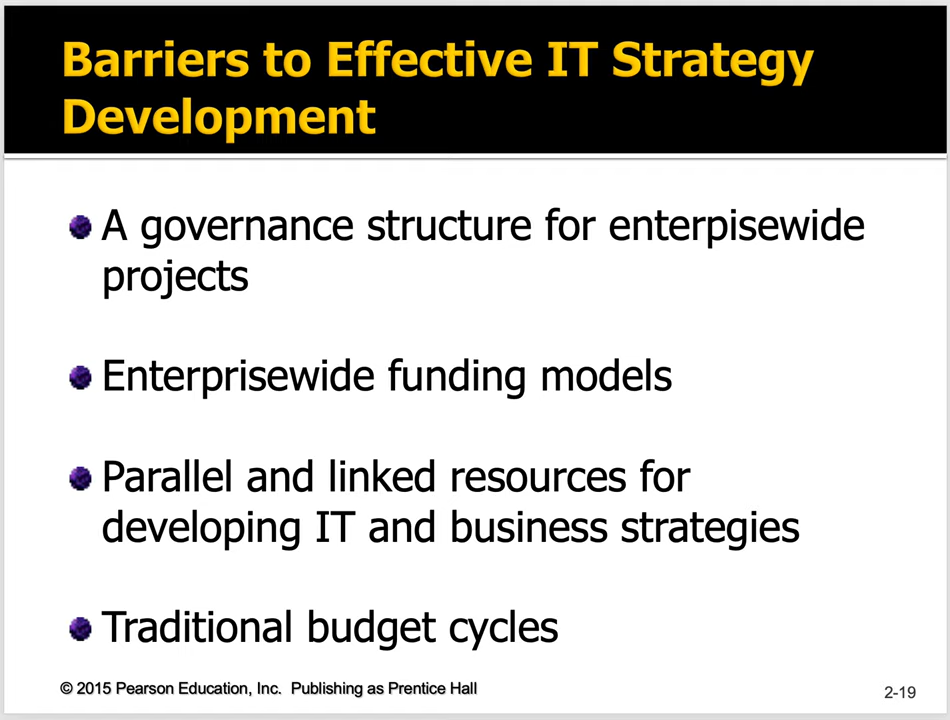 Barriers to Effective IT Strategy
Development
A governance structure for enterpisewide
projects
Enterprisewide funding models
Parallel and linked resources for
developing IT and business strategies
Traditional budget cycles
© 2015 Pearson Education, Inc.  Publishing as Prentice Hall
2-19